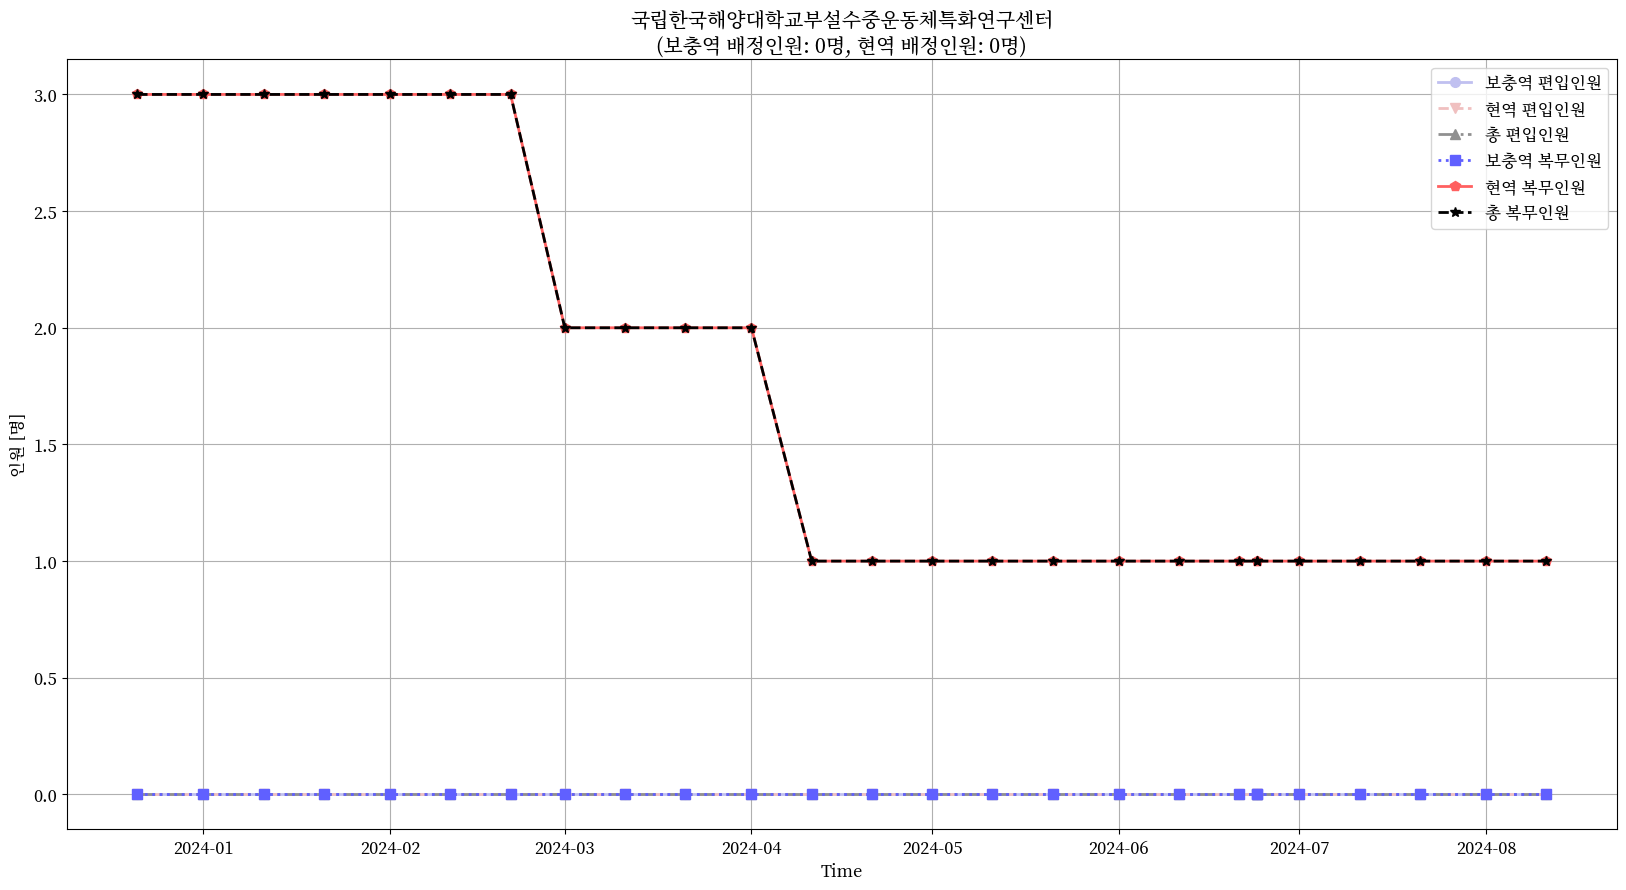 국립한국해양대학교부설수중운동체특화연구센터
(보충역 배정인원: 0명, 현역 배정인원: 0명)
보충역 편입인원
현역 편입인원
총 편입인원
보충역 복무인원
현역 복무인원
총 복무인원
인원 [명]
3.0
2.5
2.0
1.5
1.0
0.5
0.0
2024-01
2024-02
2024-03
2024-04
2024-05
2024-06
2024-07
2024-08
Time